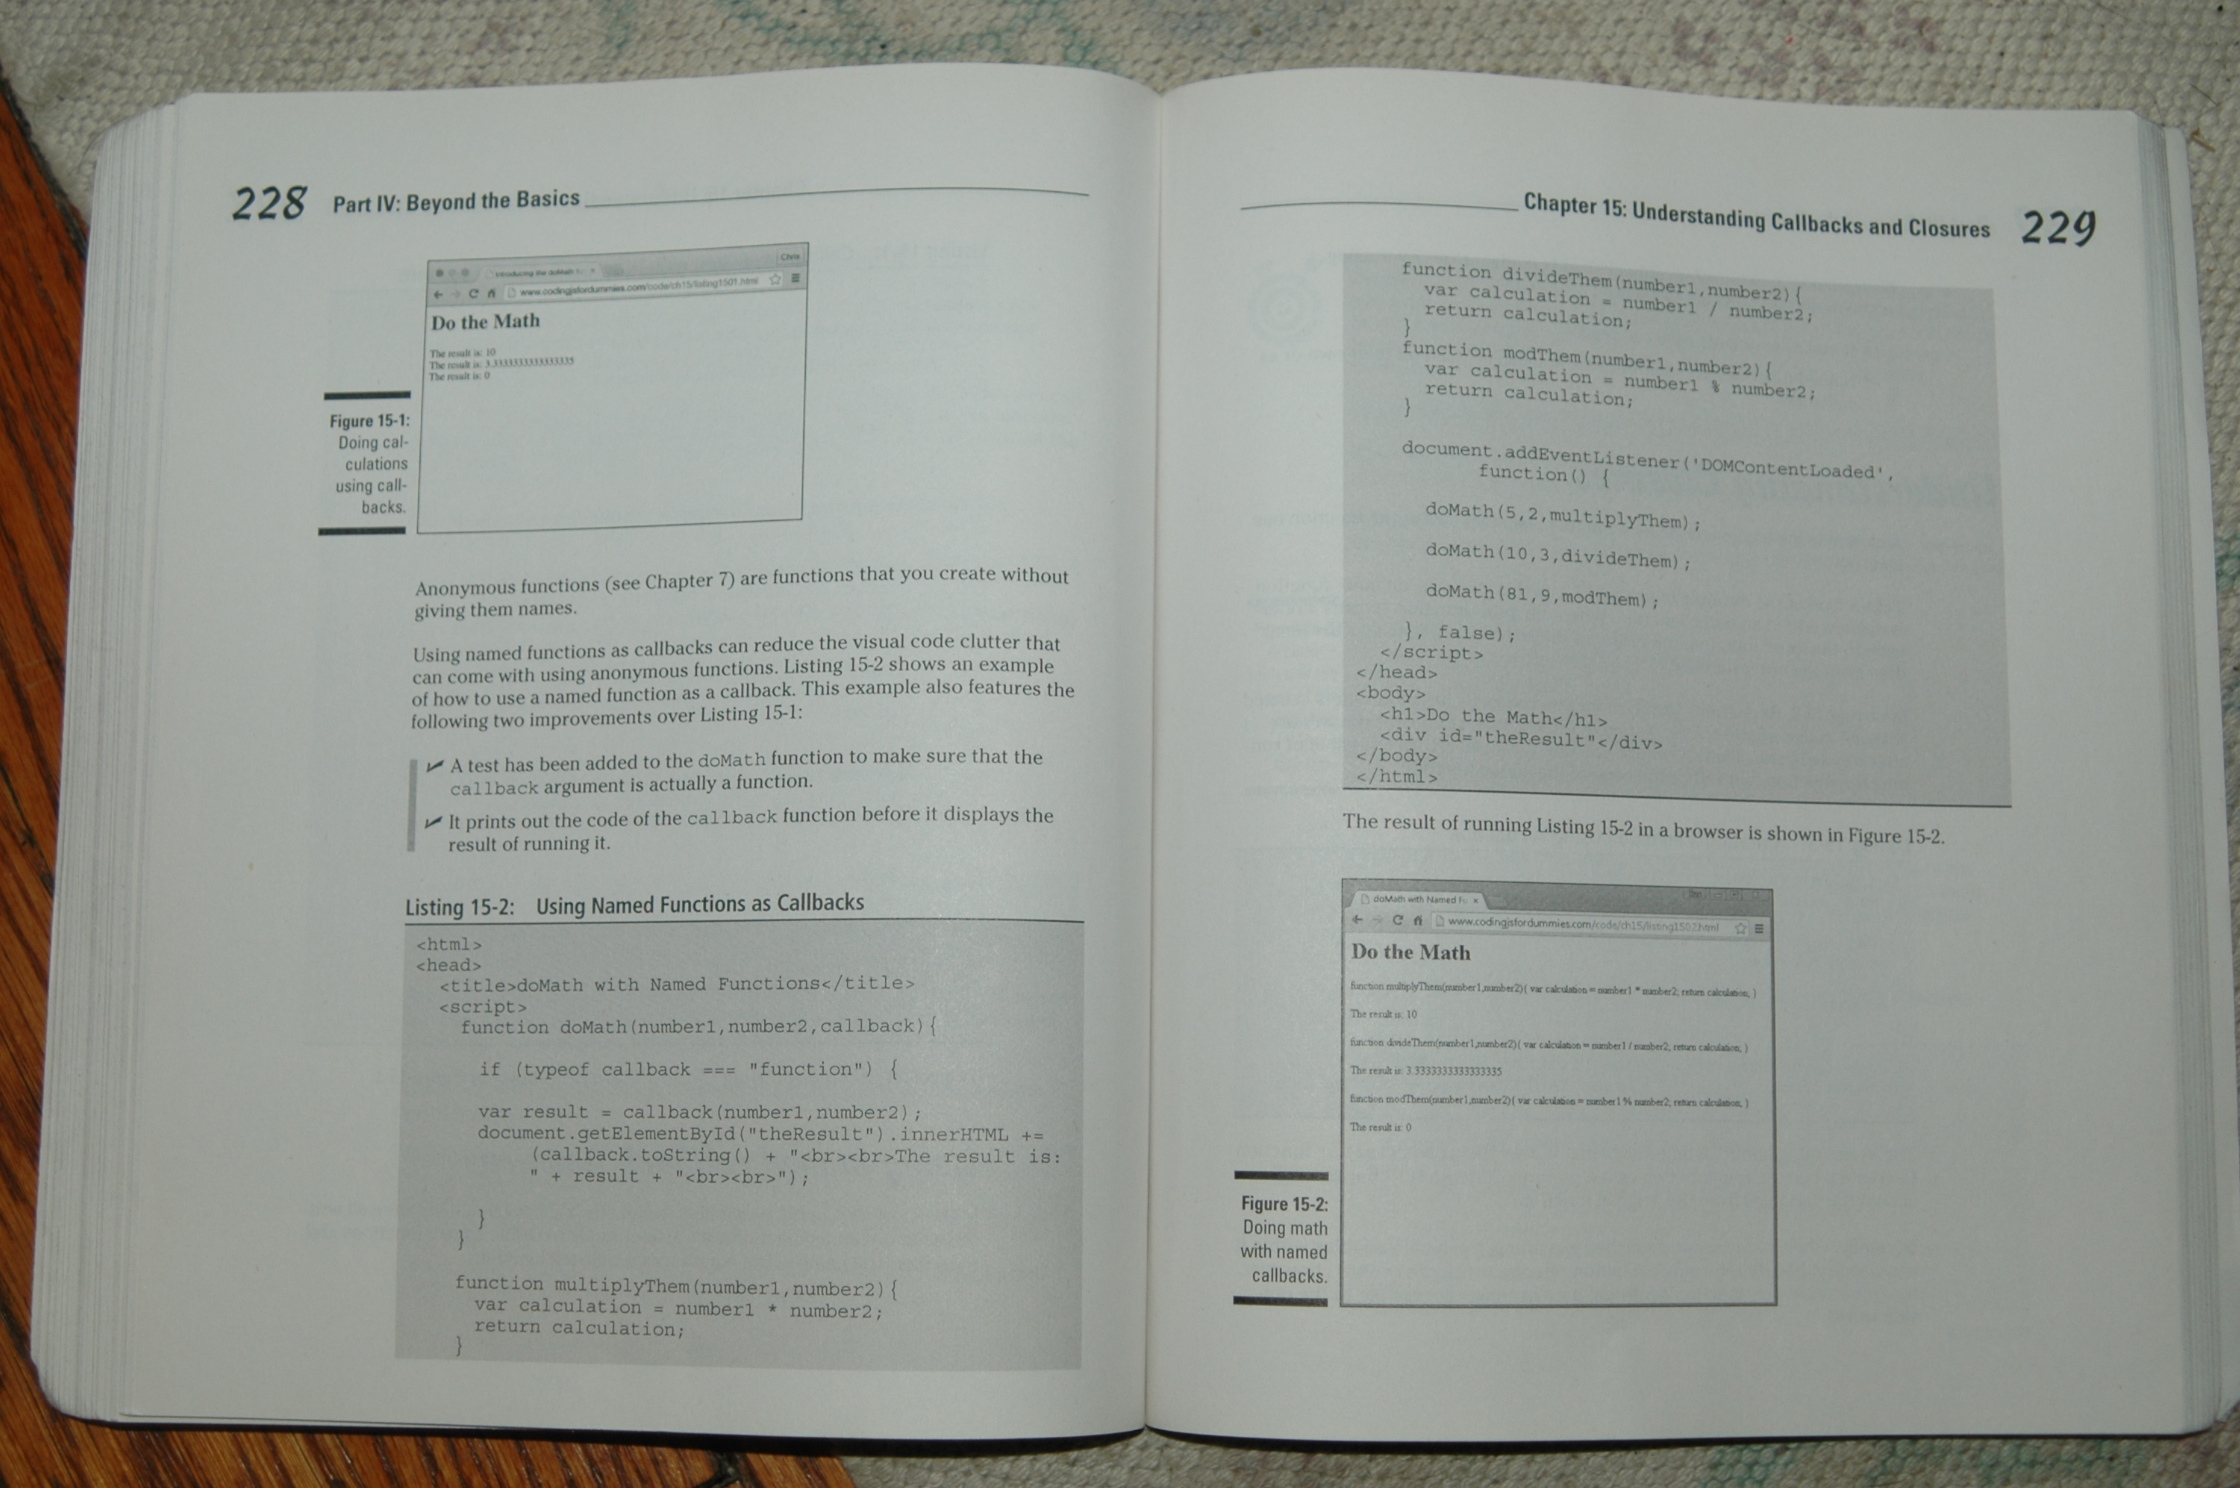 228 Part IV: Beyond the Basics
Chris
Introducing the doMath
www.codingjsfordummies.com/code/ch15/listing1501.html
Do the Math
The result is: 10
The result is: 3.3333333333333335
The result is: 0
Figure 15-1:
Doing cal-
culations
using call-
backs.
Anonymous functions (see Chapter 7) are functions that you create without
giving them names.
Using named functions as callbacks can reduce the visual code clutter that
can come with using anonymous functions. Listing 15-2 shows an example
of how to use a named function as a callback. This example also features the
following two improvements over Listing 15-1:
A test has been added to the doMath function to make sure that the
callback argument is actually a function.
It prints out the code of the callback function before it displays the
result of running it.
Listing 15-2: Using Named Functions as Callbacks
<html>
<head>
<title>doMath with Named Functions</title>
<script>
function doMath(number1,number2,callback){
if (typeof callback === "function") {
var result = callback(number1,number2);
document.getElementById("theResult").innerHTML +=
(callback.toString() + "<br><br>The result is:
" + result + "<br><br>");
}
}
function multiplyThem(number1,number2){
var calculation = number1 * number2;
return calculation;
}
Chapter 15: Understanding Callbacks and Closures 229
function divideThem(number1,number2){
var calculation = number1 / number2;
return calculation;
}
function modThem(number1,number2){
var calculation = number1 % number2;
return calculation;
}
document.addEventListener('DOMContentLoaded',
function() {
doMath(5,2,multiplyThem);
doMath(10,3,divideThem);
doMath(81,9,modThem);
}, false);
</script>
</head>
<body>
<h1>Do the Math</h1>
<div id="theResult"</div>
</body>
</html>
The result of running Listing 15-2 in a browser is shown in Figure 15-2.
doMath with Named F
www.codingjsfordummies.com/code/ch15/listing1502.html
Do the Math
function multiplyThem(number1,number2){ var calculation = number1 * number2; return calculation; }
The result is: 10
function divideThem(number1,number2){ var calculation = number1 / number2; return calculation; }
The result is: 3.3333333333333335
function modThem(number1,number2){ var calculation = number1 % number2; return calculation; }
The result is: 0
Figure 15-2:
Doing math
with named
callbacks.